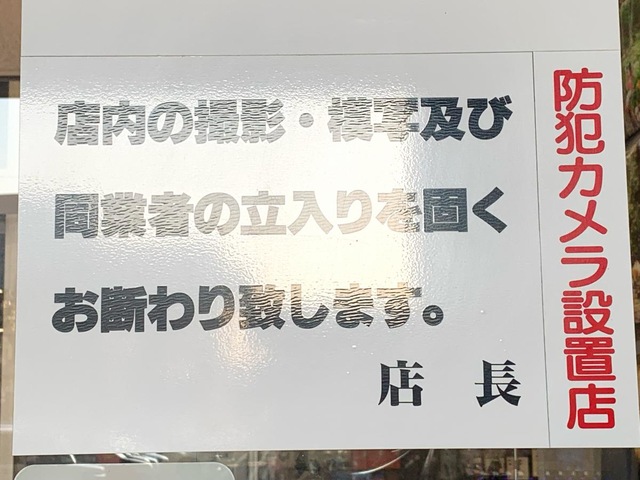 店内の撮影・模写及び
同業者の立入りを固く
お断わり致します。
店 長
防犯カメラ設置店